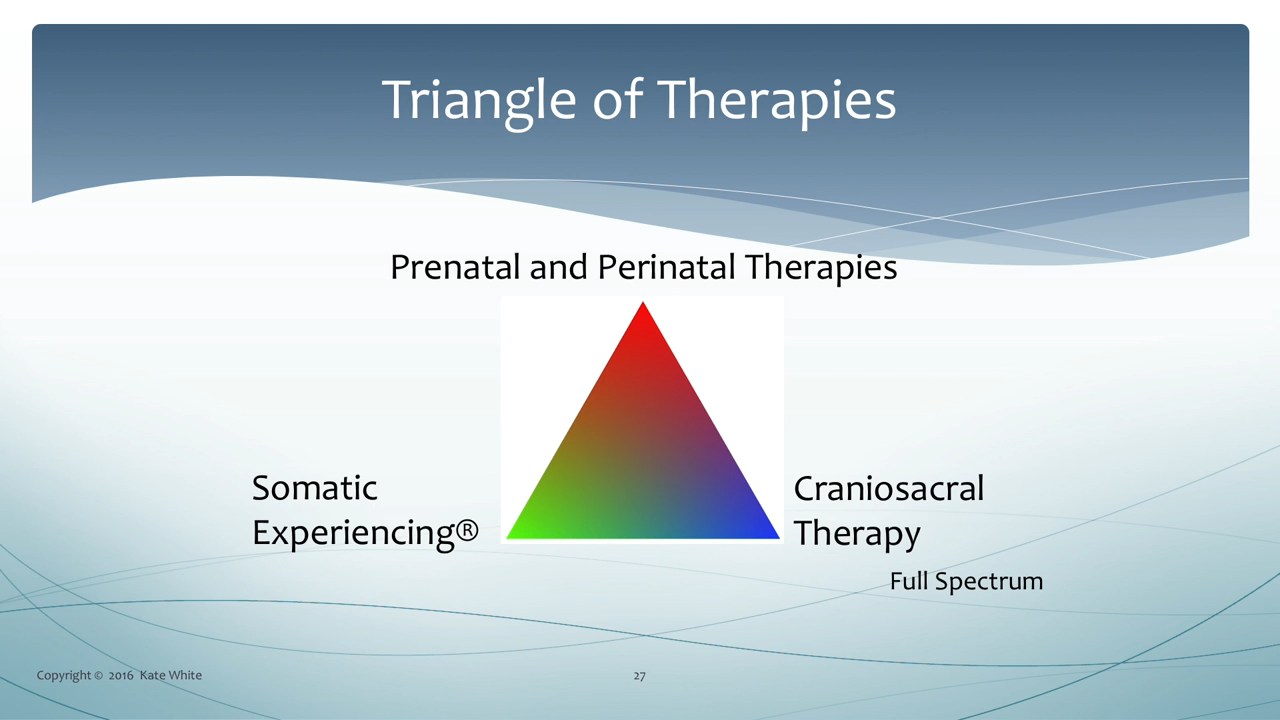 Triangle of Therapies
Prenatal and Perinatal Therapies
Somatic
Experiencing®
Craniosacral
Therapy
Full Spectrum
Copyright © 2016 Kate White
27